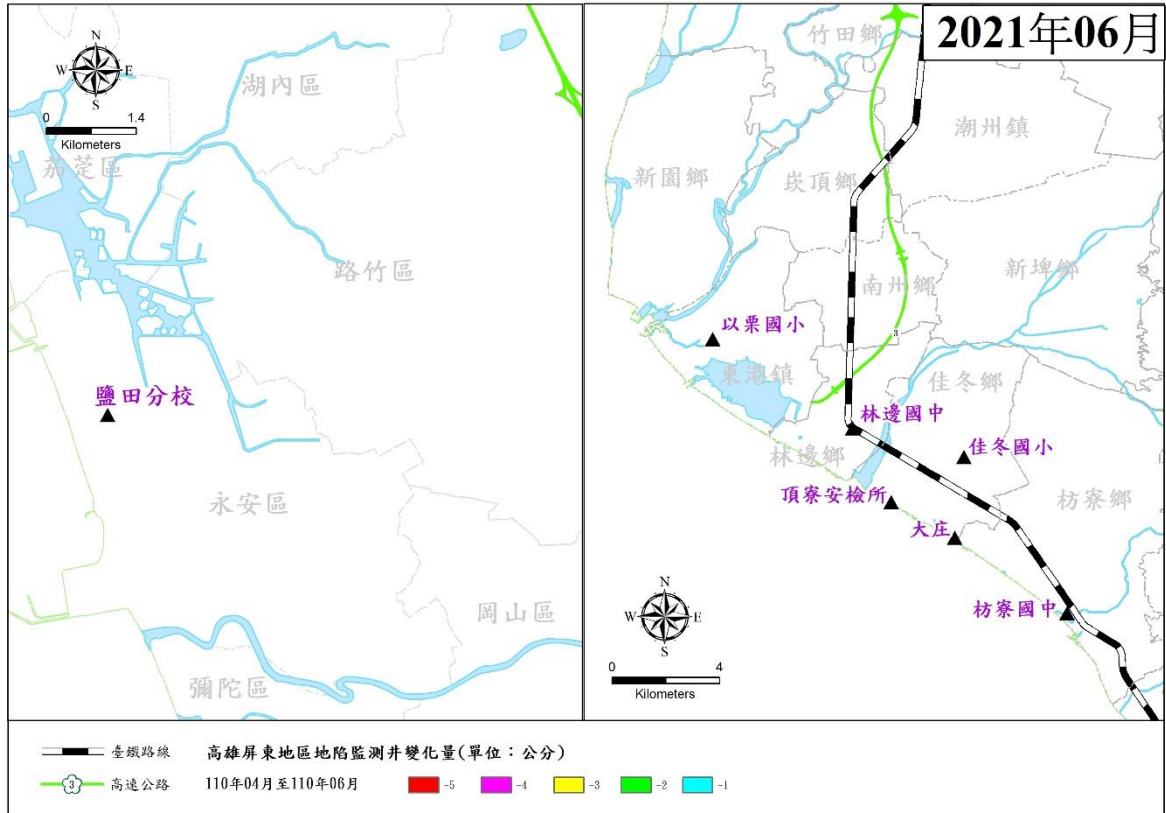 2021年06月
N
W
E
S
0
1.4
Kilometers
湖內區
茄萣區
路竹區
鹽田分校
永安區
岡山區
彌陀區
竹田鄉
潮州鎮
新園鄉
崁頂鄉
新埤鄉
南州鄉
以栗國小
3
東港鎮
佳冬鄉
林邊國中
林邊鄉
佳冬國小
頂寮安檢所
枋寮鄉
大庄
枋寮國中
N
W
E
S
0
4
Kilometers
臺鐵路線
高雄屏東地區地陷監測井變化量(單位：公分)
3
高速公路
110年04月至110年06月
-5
-4
-3
-2
-1